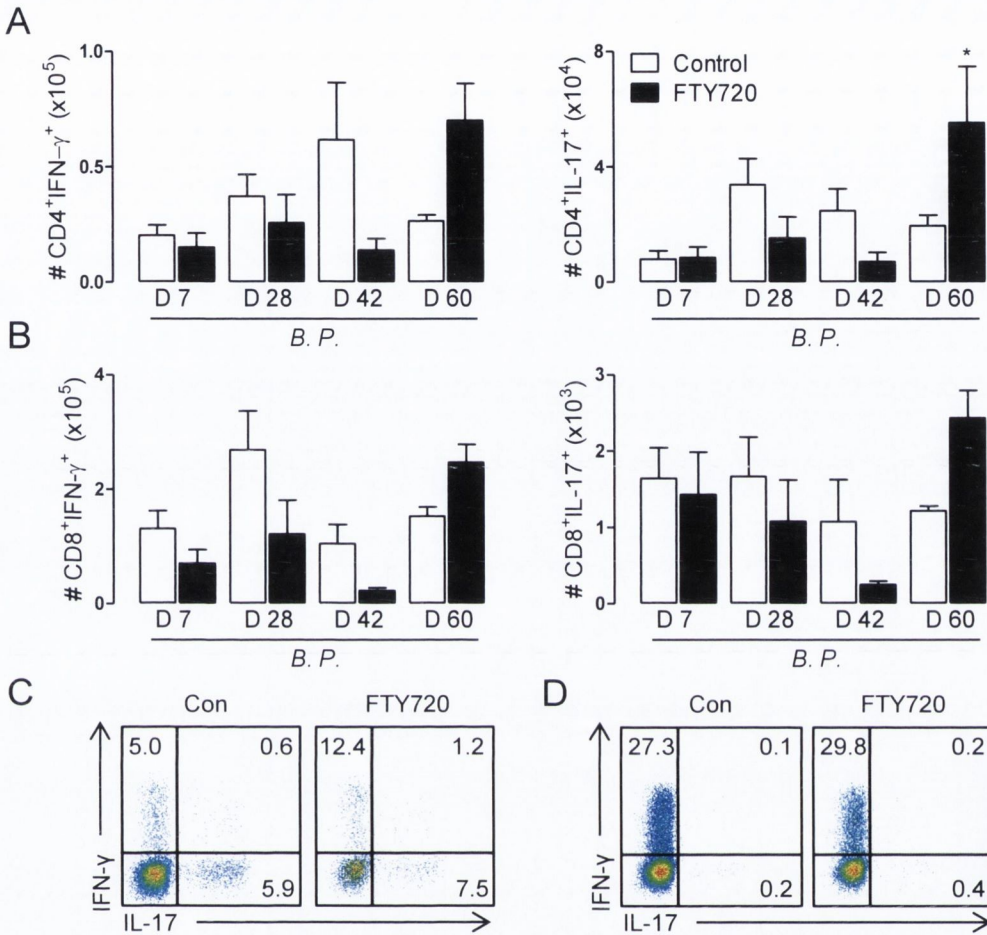 A
# CD4⁺IFN–γ⁺ (x10⁵)
1.0
0.5
0.0
D 7 D 28 D 42 D 60
B. P.
# CD4⁺IL-17⁺ (x10⁴)
8
4
0
Control
FTY720
*
D 7 D 28 D 42 D 60
B. P.
B
# CD8⁺IFN-γ⁺ (x10⁵)
4
2
0
D 7 D 28 D 42 D 60
B. P.
# CD8⁺IL-17⁺ (x10³)
3
2
1
0
D 7 D 28 D 42 D 60
B. P.
C
Con FTY720
5.0 0.6 12.4 1.2
5.9 7.5
IFN-γ
IL-17
D
Con FTY720
27.3 0.1 29.8 0.2
0.2 0.4
IFN-γ
IL-17